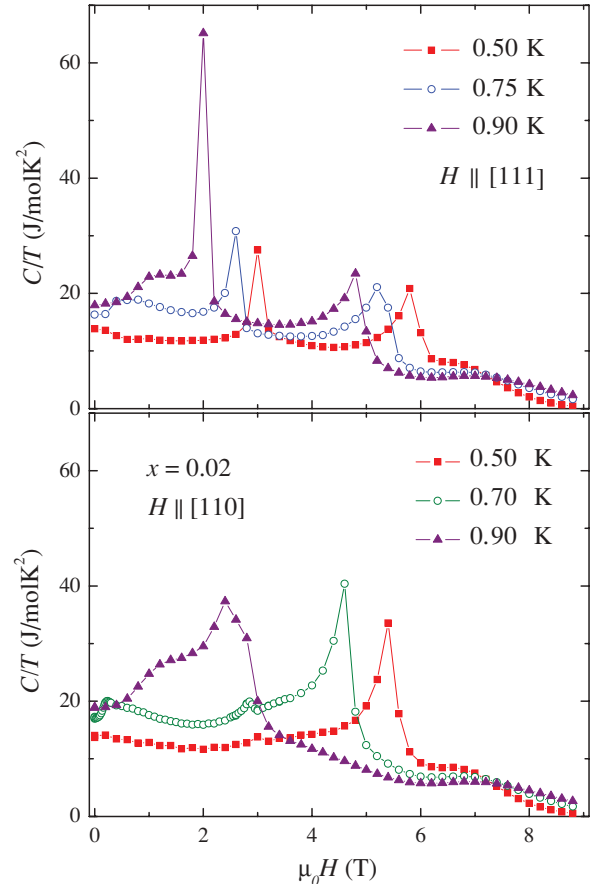 60
40
20
0
C/T (J/molK²)
0.50 K
0.75 K
0.90 K
H || [111]
60
40
20
0
C/T (J/molK²)
x = 0.02
H || [110]
0.50 K
0.70 K
0.90 K
0 2 4 6 8
μ₀H (T)